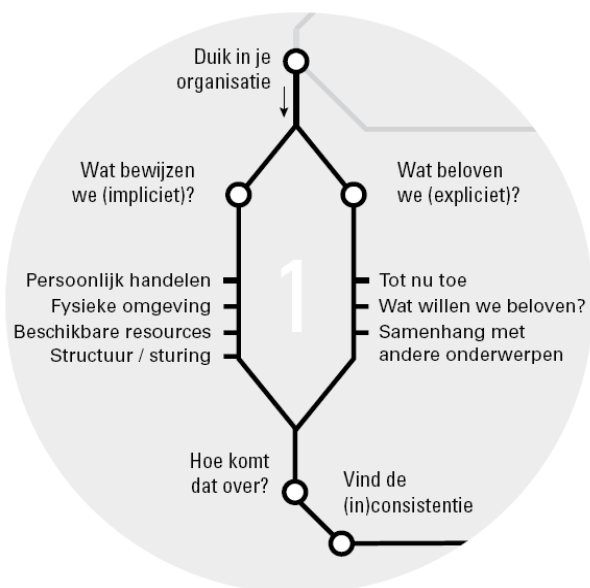 Duik in je
organisatie
Wat bewijzen
we (impliciet)?
Wat beloven
we (expliciet)?
1
Persoonlijk handelen
Fysieke omgeving
Beschikbare resources
Structuur / sturing
Tot nu toe
Wat willen we beloven?
Samenhang met
andere onderwerpen
Hoe komt
dat over?
Vind de
(in)consistentie